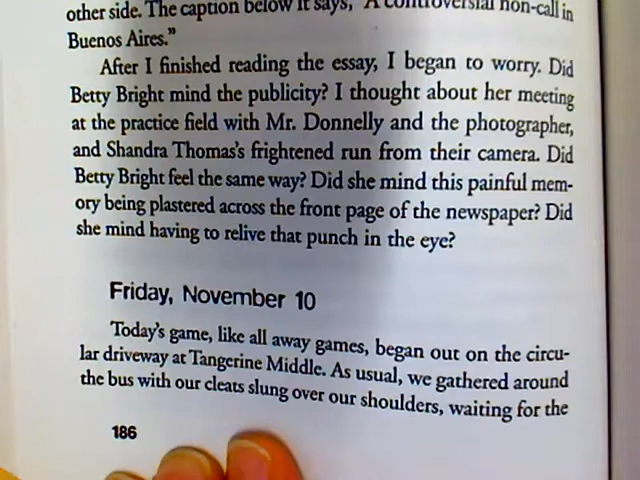 other side. The caption below it says, "A controversial non-call in
Buenos Aires."
After I finished reading the essay, I began to worry. Did
Betty Bright mind the publicity? I thought about her meeting
at the practice field with Mr. Donnelly and the photographer,
and Shandra Thomas's frightened run from their camera. Did
Betty Bright feel the same way? Did she mind this painful mem-
ory being plastered across the front page of the newspaper? Did
she mind having to relive that punch in the eye?
Friday, November 10
Today's game, like all away games, began out on the circu-
lar driveway at Tangerine Middle. As usual, we gathered around
the bus with our cleats slung over our shoulders, waiting for the
186